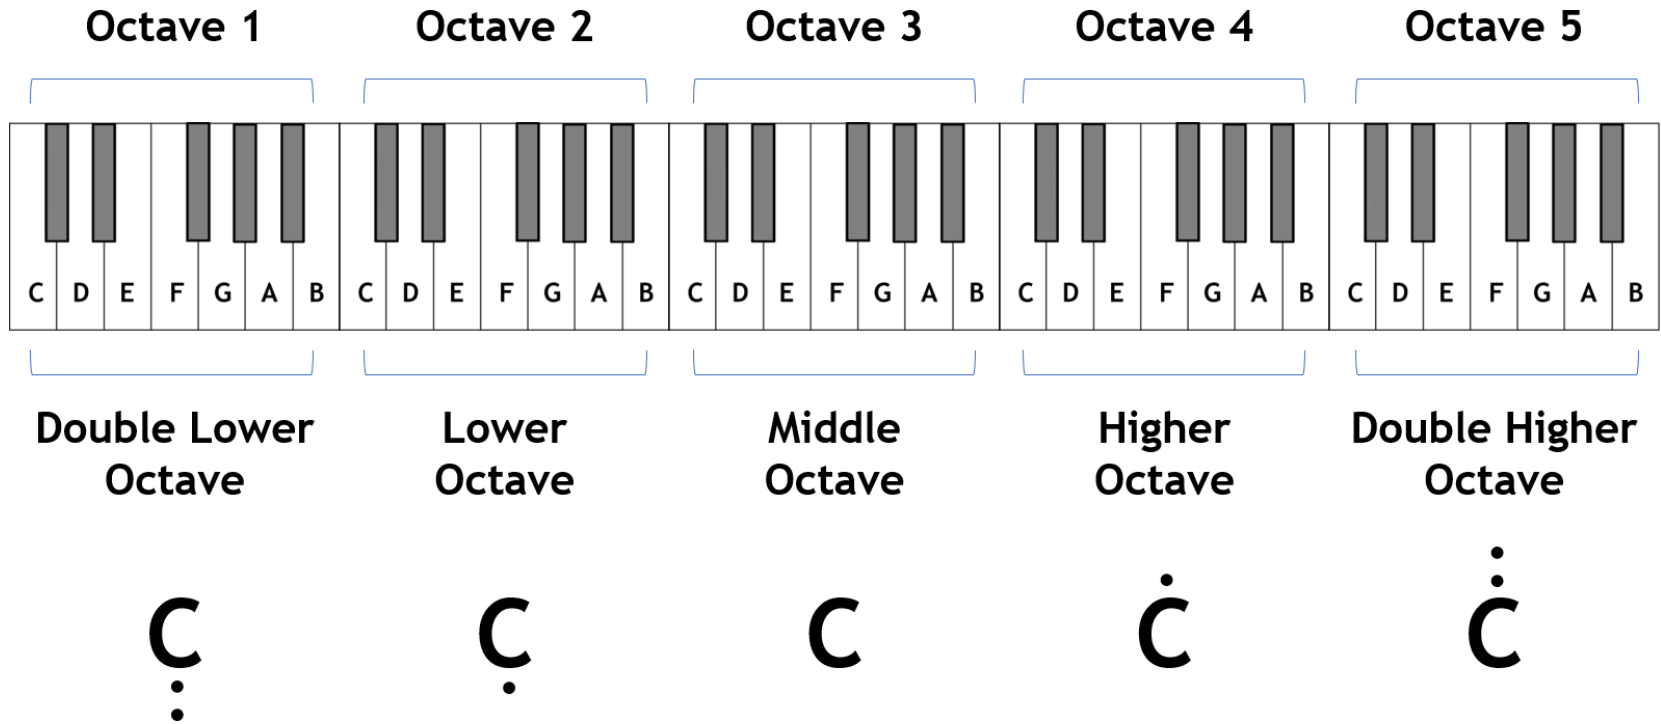 Octave 1 Octave 2 Octave 3 Octave 4 Octave 5
C D E F G A B C D E F G A B C D E F G A B C D E F G A B C D E F G A B
Double Lower Octave
Lower Octave
Middle Octave
Higher Octave
Double Higher Octave
C C C C C